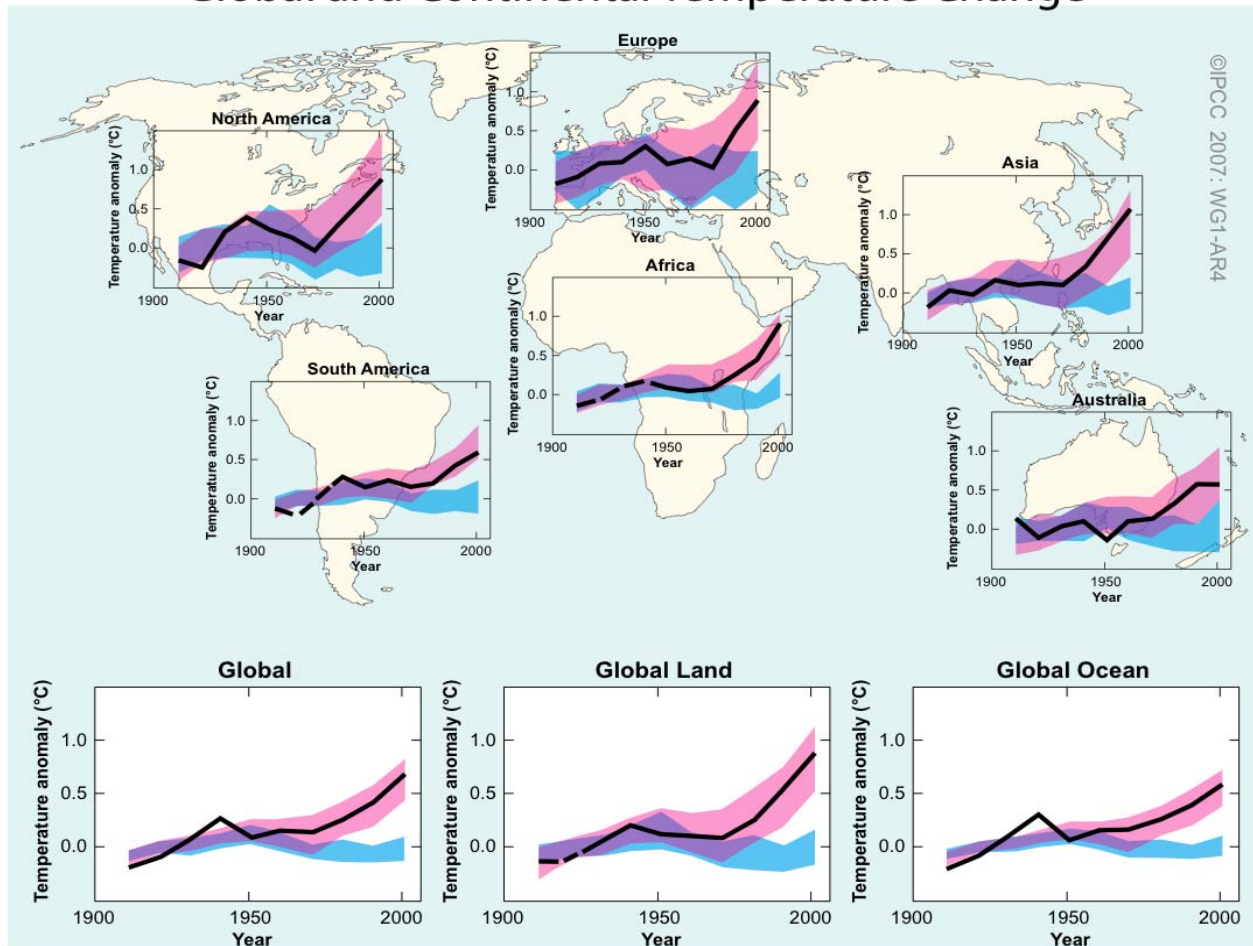 Global and Continental Temperature Change
©IPCC 2007: WG1-AR4
North America
Temperature anomaly (°C)
1.0
0.5
0.0
1900
1950
2000
Year
Europe
Temperature anomaly (°C)
1.0
0.5
0.0
1900
1950
2000
Year
Asia
Temperature anomaly (°C)
1.0
0.5
0.0
1900
1950
2000
Year
Africa
Temperature anomaly (°C)
1.0
0.5
0.0
1900
1950
2000
Year
South America
Temperature anomaly (°C)
1.0
0.5
0.0
1900
1950
2000
Year
Australia
Temperature anomaly (°C)
1.0
0.5
0.0
1900
1950
2000
Year
Global
Temperature anomaly (°C)
1.0
0.5
0.0
1900
1950
2000
Year
Global Land
Temperature anomaly (°C)
1.0
0.5
0.0
1900
1950
2000
Year
Global Ocean
Temperature anomaly (°C)
1.0
0.5
0.0
1900
1950
2000
Year